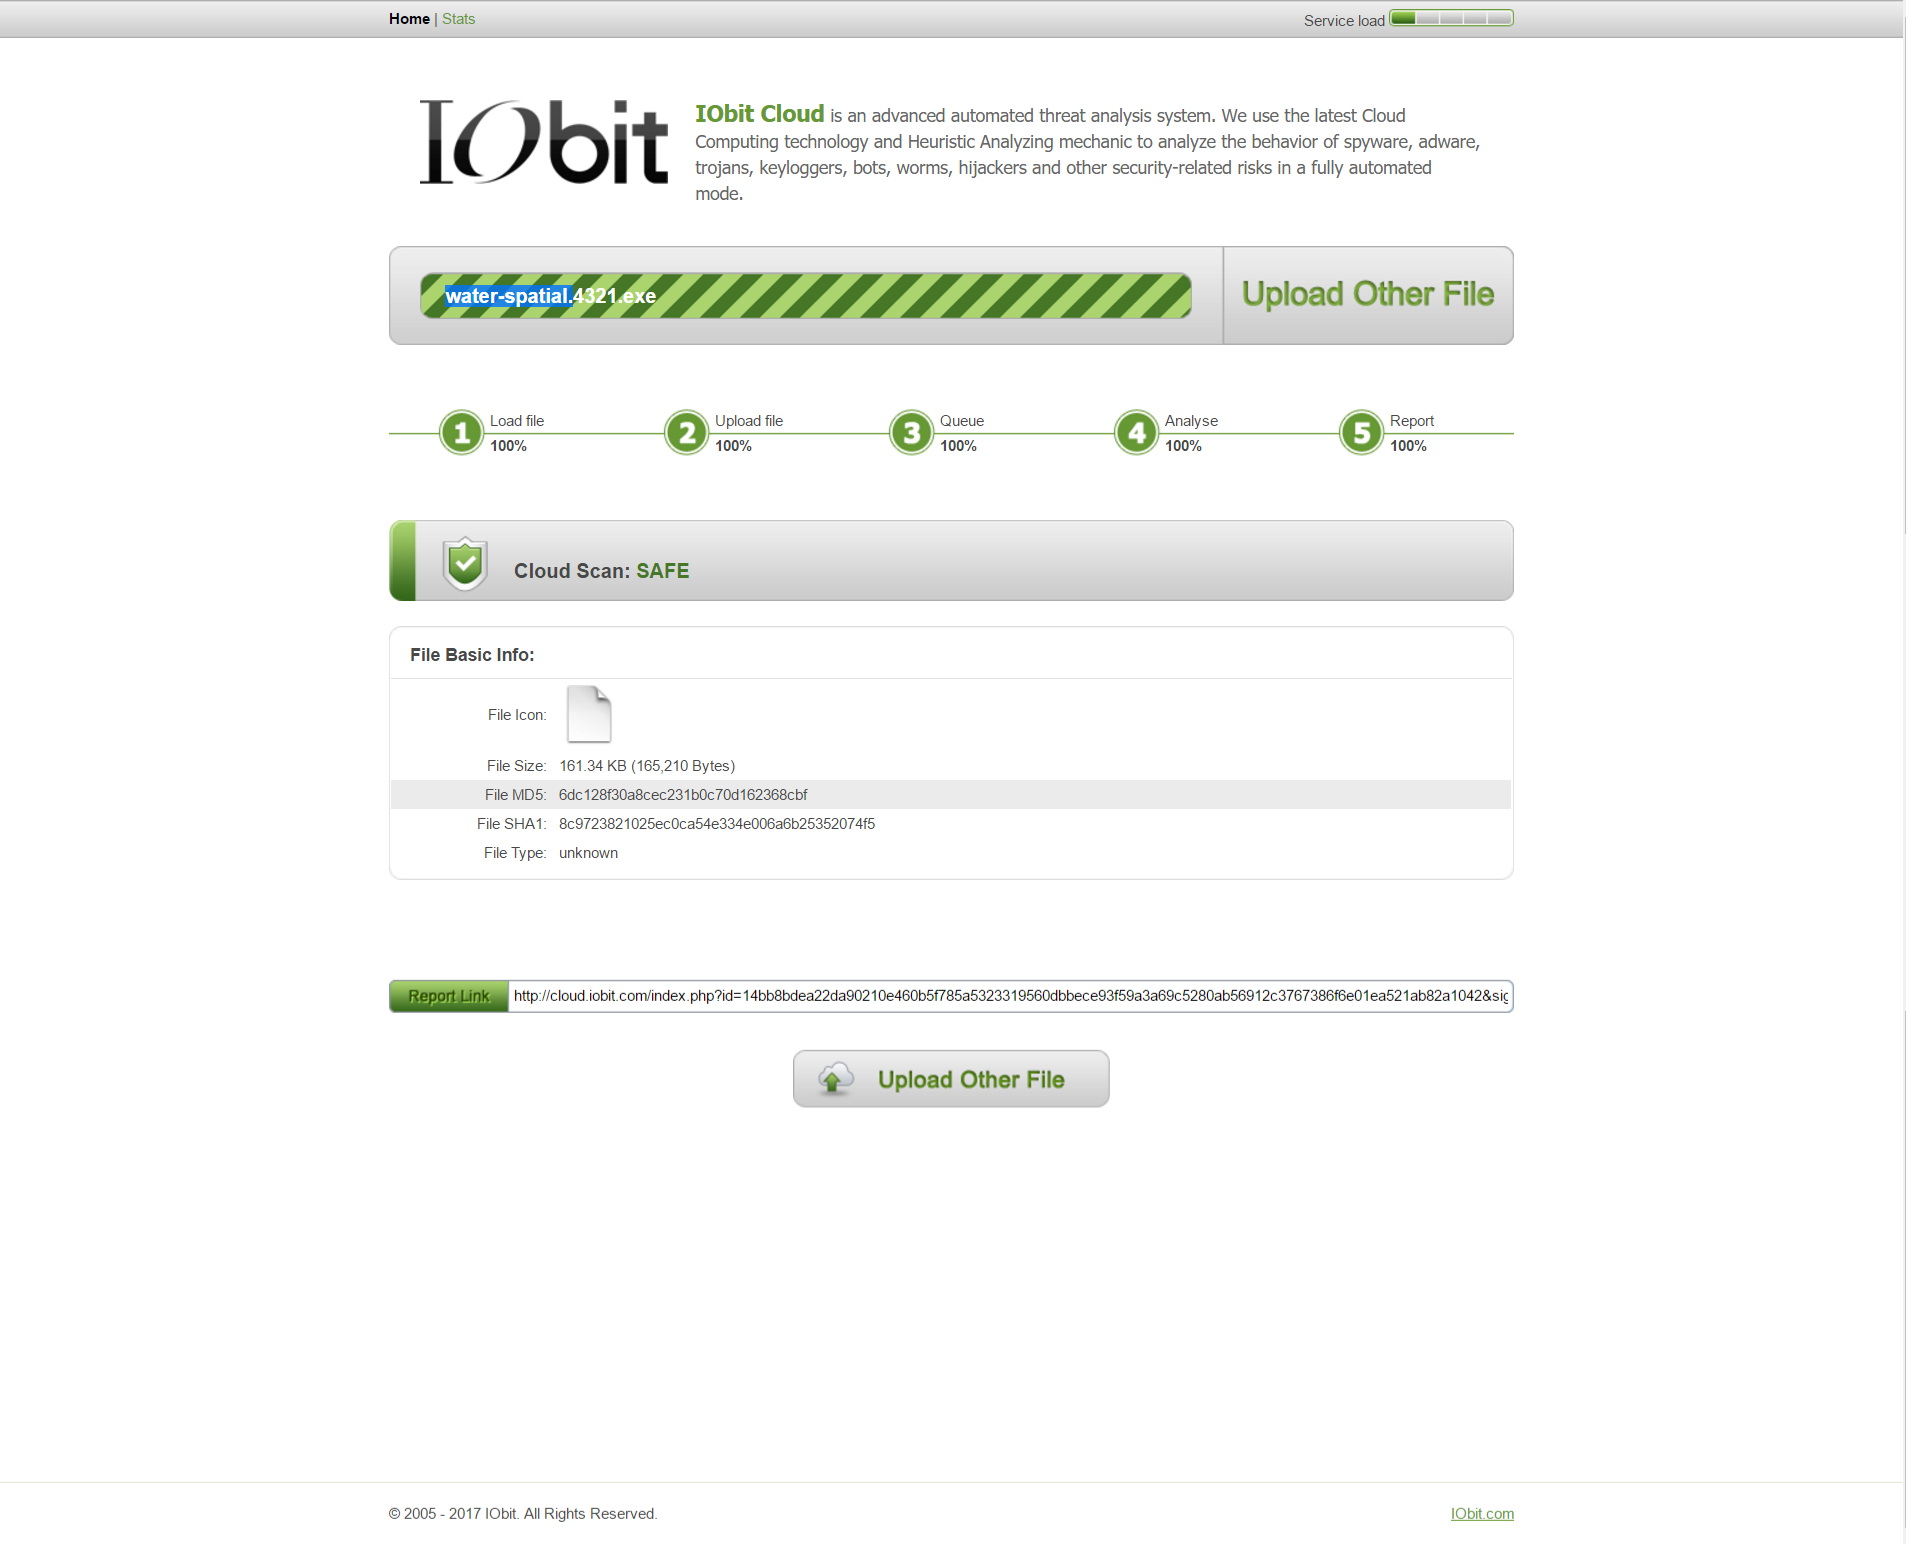 Home | Stats
Service load
IObit
IObit Cloud is an advanced automated threat analysis system. We use the latest Cloud
Computing technology and Heuristic Analyzing mechanic to analyze the behavior of spyware, adware,
trojans, keyloggers, bots, worms, hijackers and other security-related risks in a fully automated
mode.
water-spatial.4321.exe
Upload Other File
1 Load file
100%
2 Upload file
100%
3 Queue
100%
4 Analyse
100%
5 Report
100%
Cloud Scan: SAFE
File Basic Info:
File Icon:
File Size: 161.34 KB (165,210 Bytes)
File MD5: 6dc128f30a8cec231b0c70d162368cbf
File SHA1: 8c9723821025ec0ca54e334e006a6b25352074f5
File Type: unknown
Report Link http://cloud.iobit.com/index.php?id=14bb8bdea22da90210e460b5f785a5323319560dbbece93f59a3a69c5280ab56912c3767386f6e01ea521ab82a1042&sig
Upload Other File
© 2005 - 2017 IObit. All Rights Reserved.
IObit.com